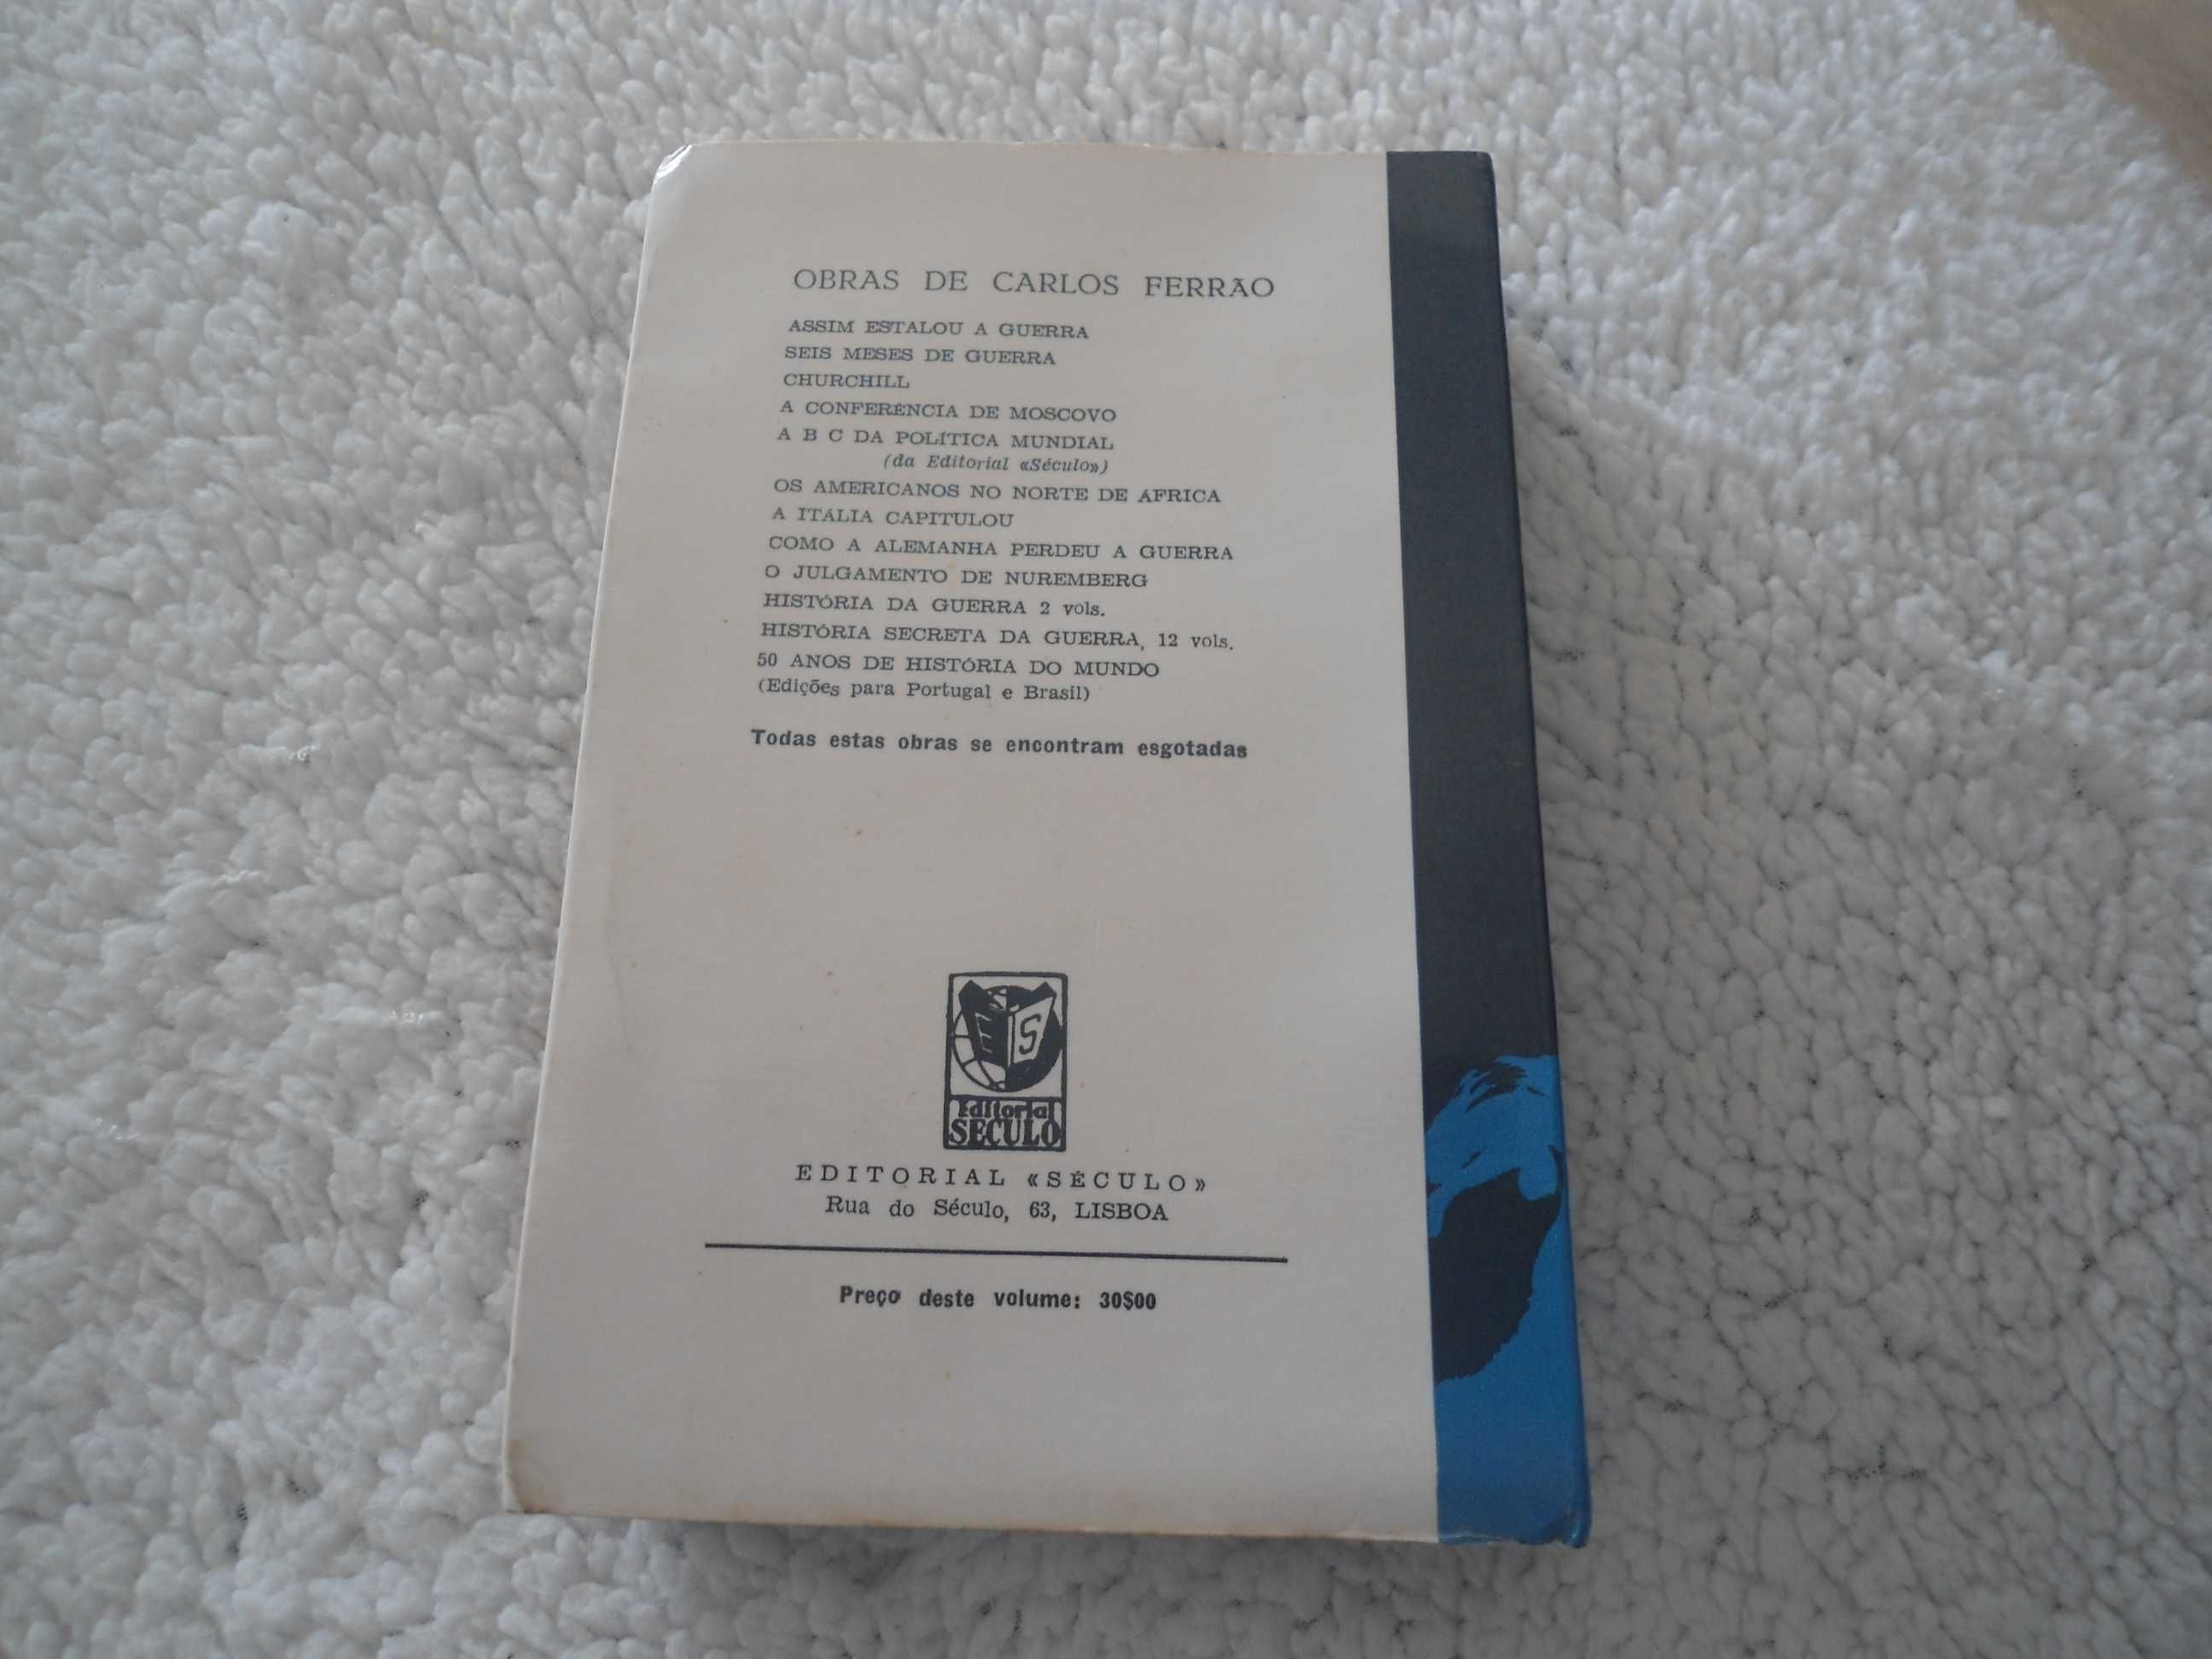 OBRAS DE CARLOS FERRAO
ASSIM ESTALOU A GUERRA
SEIS MESES DE GUERRA
CHURCHILL
A CONFERÊNCIA DE MOSCOVO
A B C DA POLÍTICA MUNDIAL
(da Editorial «Século»)
OS AMERICANOS NO NORTE DE AFRICA
A ITALIA CAPITULOU
COMO A ALEMANHA PERDEU A GUERRA
O JULGAMENTO DE NUREMBERG
HISTÓRIA DA GUERRA 2 vols.
HISTÓRIA SECRETA DA GUERRA, 12 vols.
50 ANOS DE HISTÓRIA DO MUNDO
(Edições para Portugal e Brasil)
Todas estas obras se encontram esgotadas
E S
Editorial
SECULO
EDITORIAL «SÉCULO»
Rua do Século, 63, LISBOA
Preço deste volume: 30$00